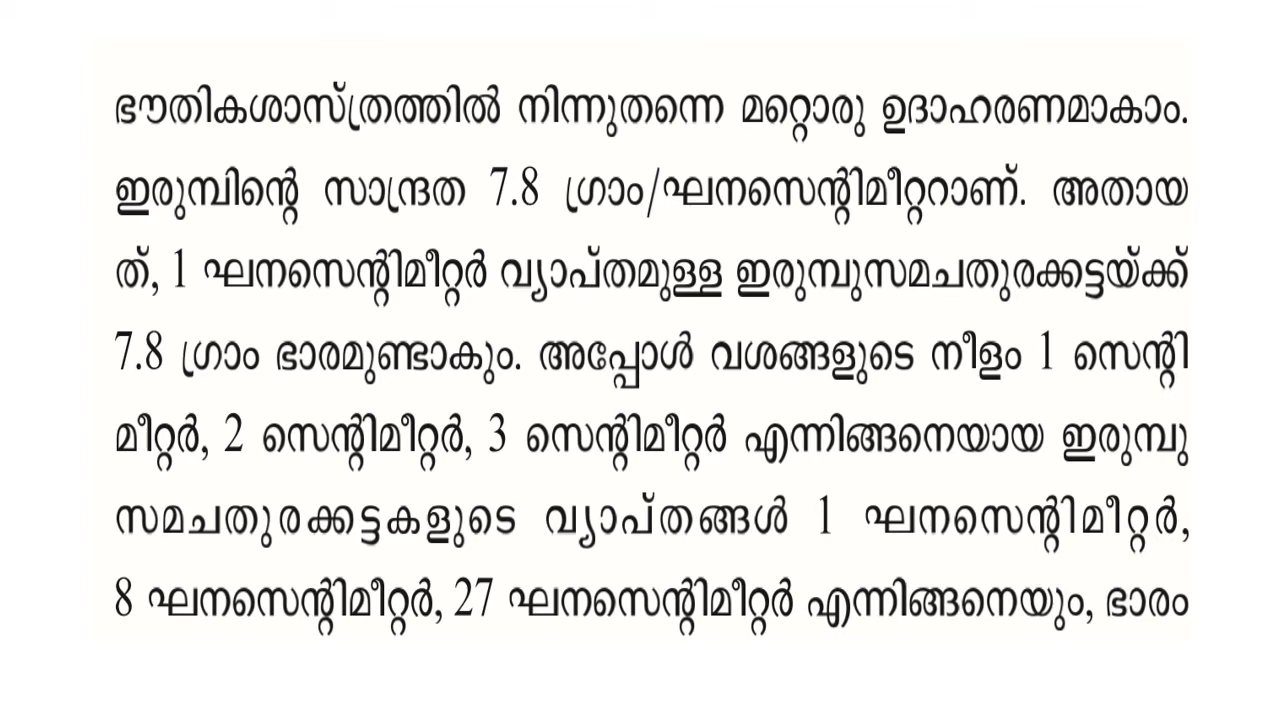 ഭൗതികശാസ്ത്രത്തിൽ നിന്നുതന്നെ മറ്റൊരു ഉദാഹരണമാകാം.
ഇരുമ്പിന്റെ സാന്ദ്രത 7.8 ഗ്രാം/ഘനസെന്റിമീറ്ററാണ്. അതായ
ത്, 1 ഘനസെന്റിമീറ്റർ വ്യാപ്തമുള്ള ഇരുമ്പുസമചതുരക്കട്ടയ്ക്ക്
7.8 ഗ്രാം ഭാരമുണ്ടാകും. അപ്പോൾ വശങ്ങളുടെ നീളം 1 സെന്റി
മീറ്റർ, 2 സെന്റിമീറ്റർ, 3 സെന്റിമീറ്റർ എന്നിങ്ങനെയായ ഇരുമ്പു
സമചതുരക്കട്ടകളുടെ വ്യാപ്തങ്ങൾ 1 ഘനസെന്റിമീറ്റർ,
8 ഘനസെന്റിമീറ്റർ, 27 ഘനസെന്റിമീറ്റർ എന്നിങ്ങനെയും, ഭാരം